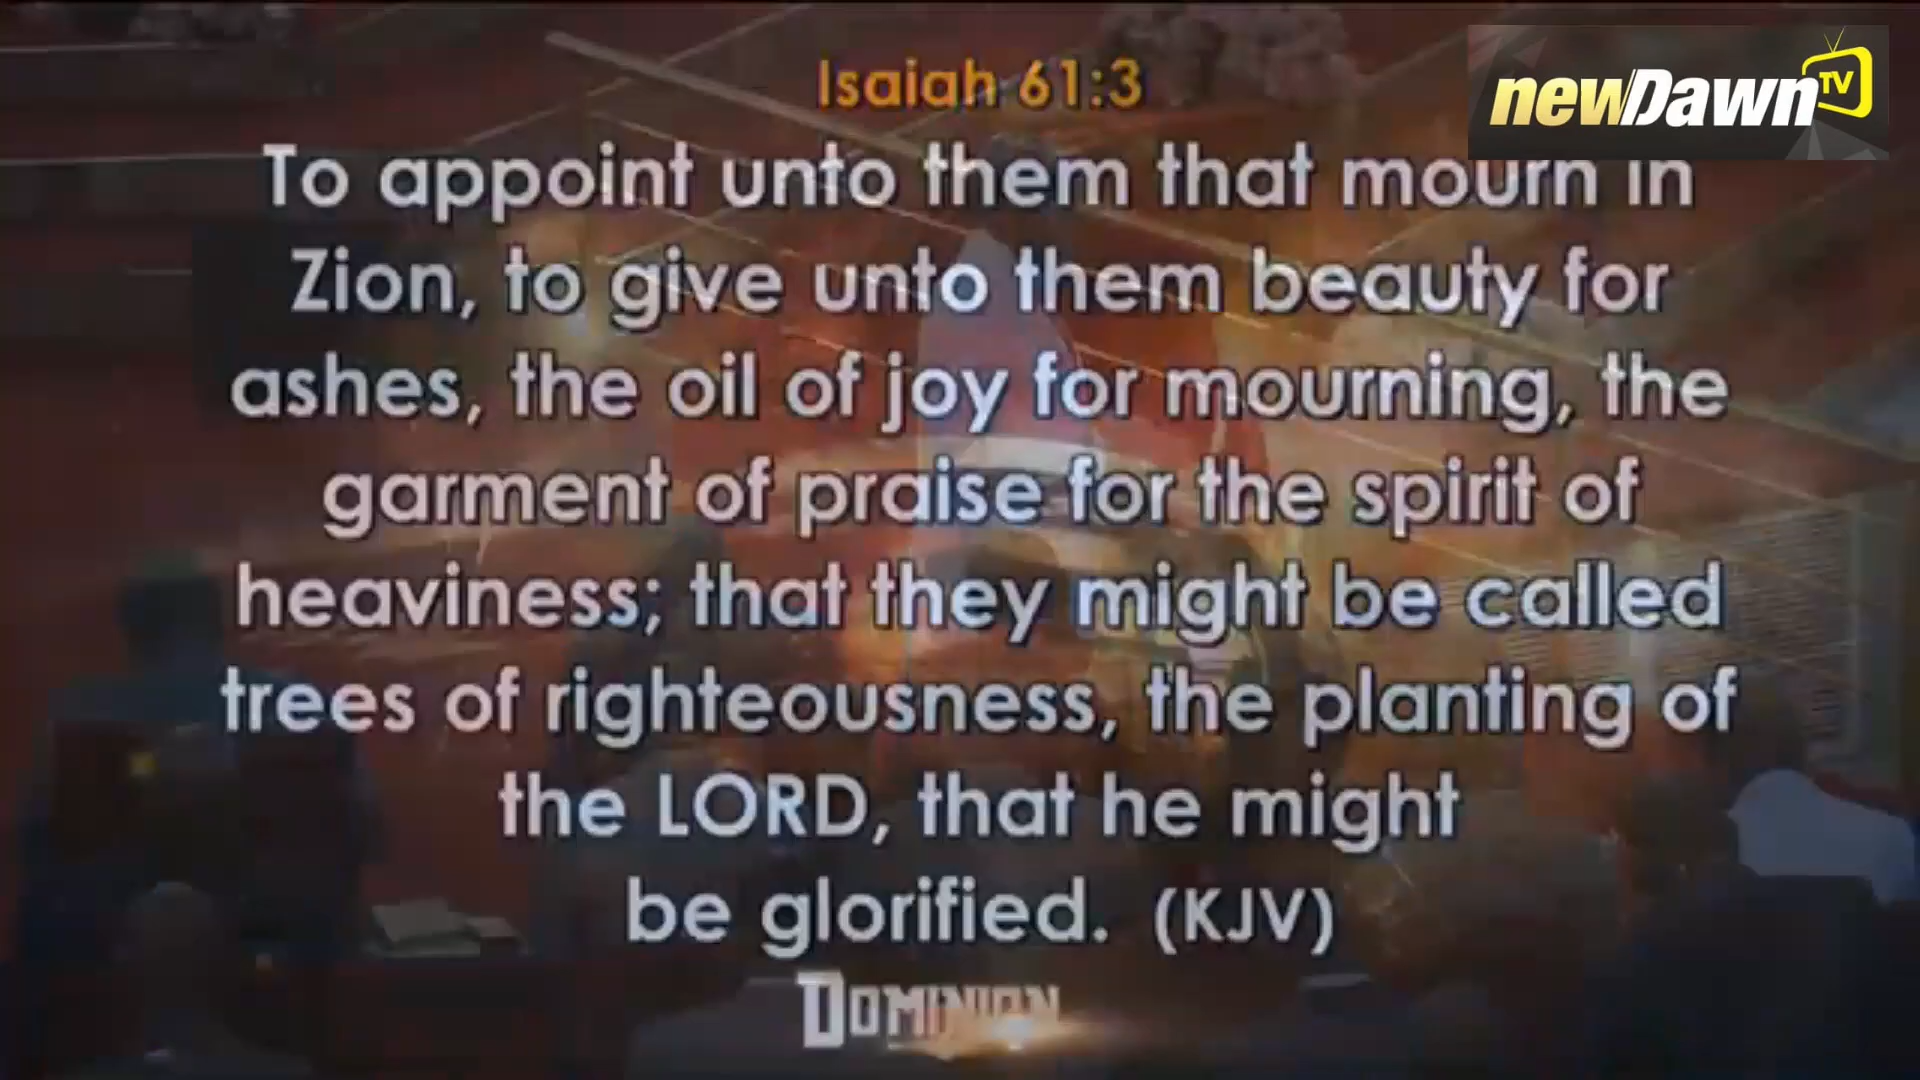 Isaiah 61:3
newDawn TV
To appoint unto them that mourn in
Zion, to give unto them beauty for
ashes, the oil of joy for mourning, the
garment of praise for the spirit of
heaviness; that they might be called
trees of righteousness, the planting of
the LORD, that he might
be glorified. (KJV)
DOMINION